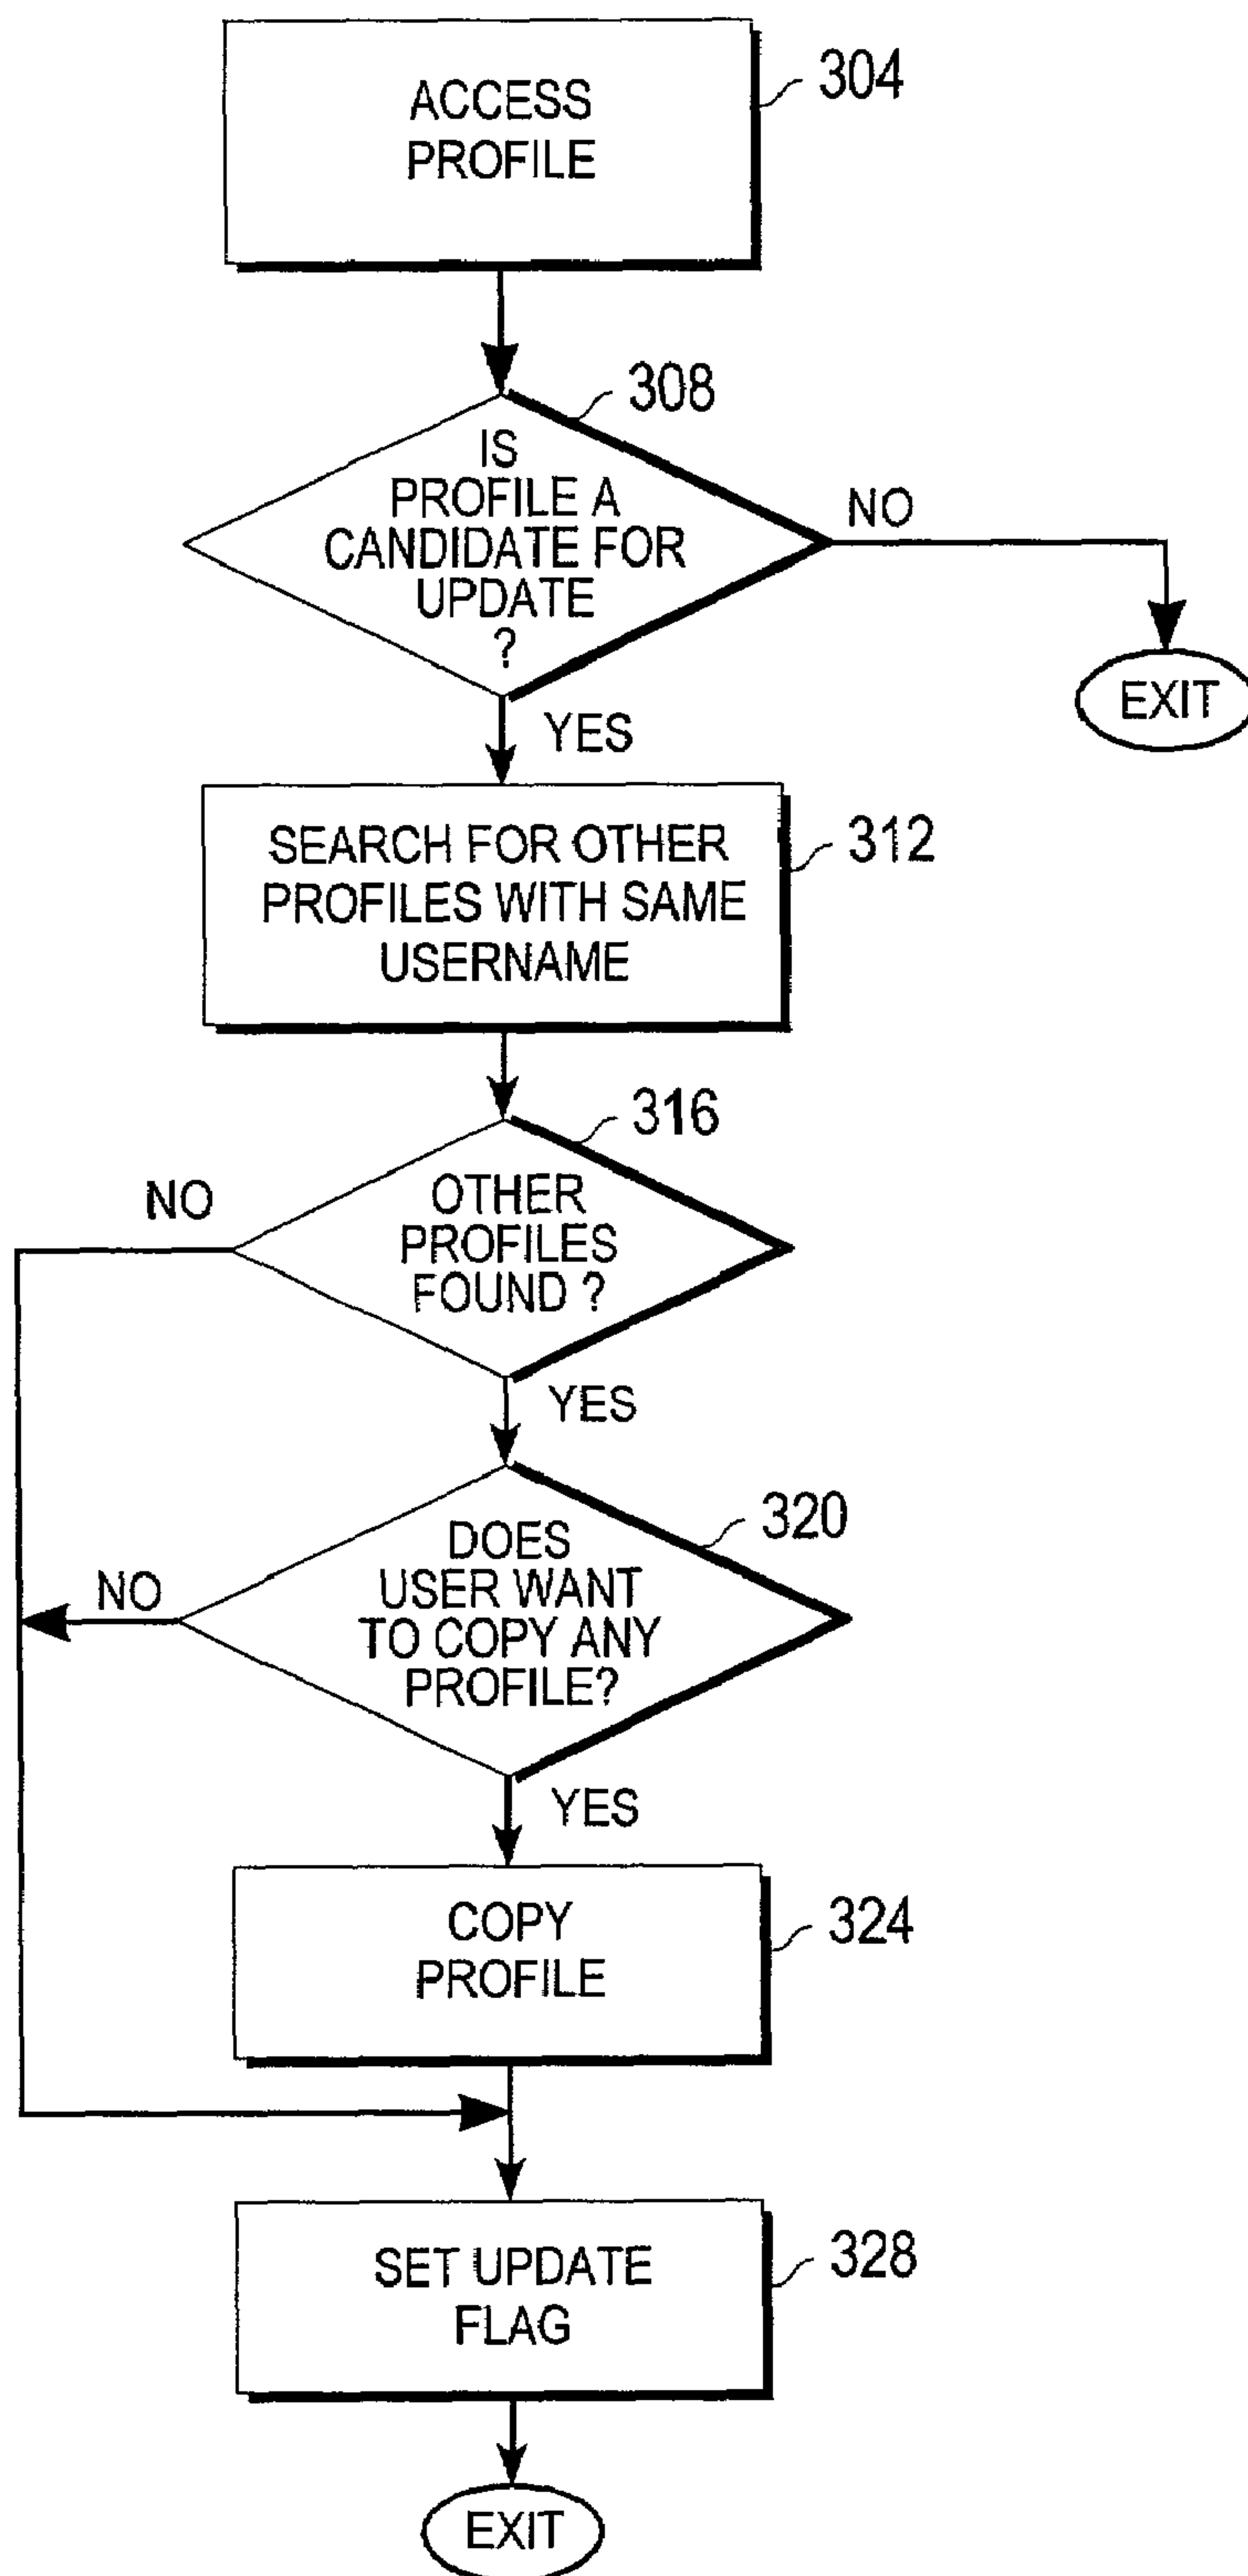 ACCESS
PROFILE
304
308
IS
PROFILE A
CANDIDATE FOR
UPDATE
?
NO
EXIT
YES
SEARCH FOR OTHER
PROFILES WITH SAME
USERNAME
312
316
NO
OTHER
PROFILES
FOUND ?
YES
320
DOES
USER WANT
TO COPY ANY
PROFILE?
NO
YES
COPY
PROFILE
324
SET UPDATE
FLAG
328
EXIT